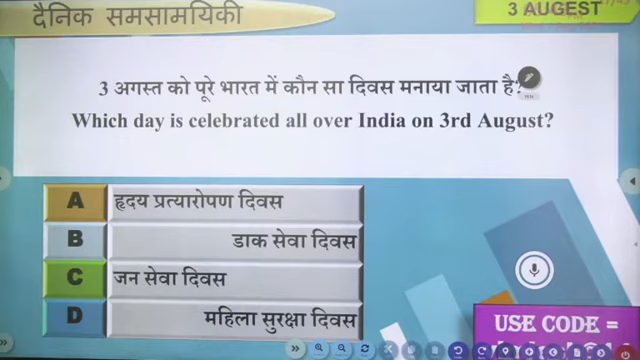 दैनिक समसामयिकी
3 AUGEST
3 अगस्त को पूरे भारत में कौन सा दिवस मनाया जाता है?
Which day is celebrated all over India on 3rd August?
A हृदय प्रत्यारोपण दिवस
B डाक सेवा दिवस
C जन सेवा दिवस
D महिला सुरक्षा दिवस
USE CODE =